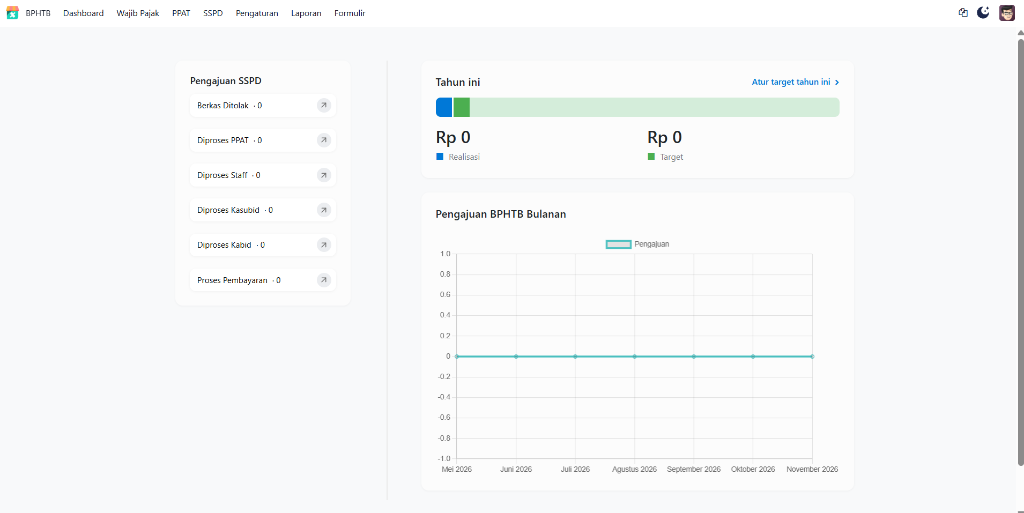 BPHTB Dashboard Wajib Pajak PPAT SSPD Pengaturan Laporan Formulir
Pengajuan SSPD
Berkas Ditolak · 0
Diproses PPAT · 0
Diproses Staff · 0
Diproses Kasubid · 0
Diproses Kabid · 0
Proses Pembayaran · 0
Tahun ini
Atur target tahun ini
Rp 0
Realisasi
Rp 0
Target
Pengajuan BPHTB Bulanan
Pengajuan
1.0
0.8
0.6
0.4
0.2
0
-0.2
-0.4
-0.6
-0.8
-1.0
Mei 2026 Juni 2026 Juli 2026 Agustus 2026 September 2026 Oktober 2026 November 2026